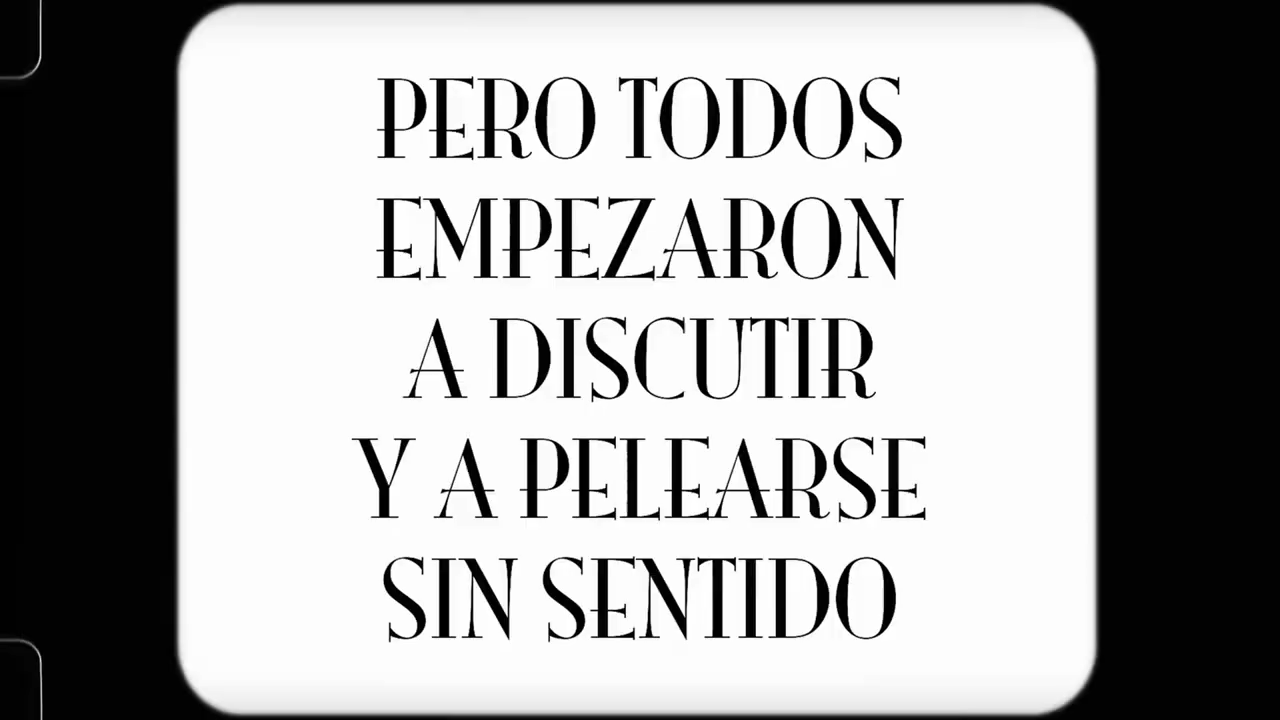 PERO TODOS
EMPEZARON
A DISCUTIR
Y A PELEARSE
SIN SENTIDO